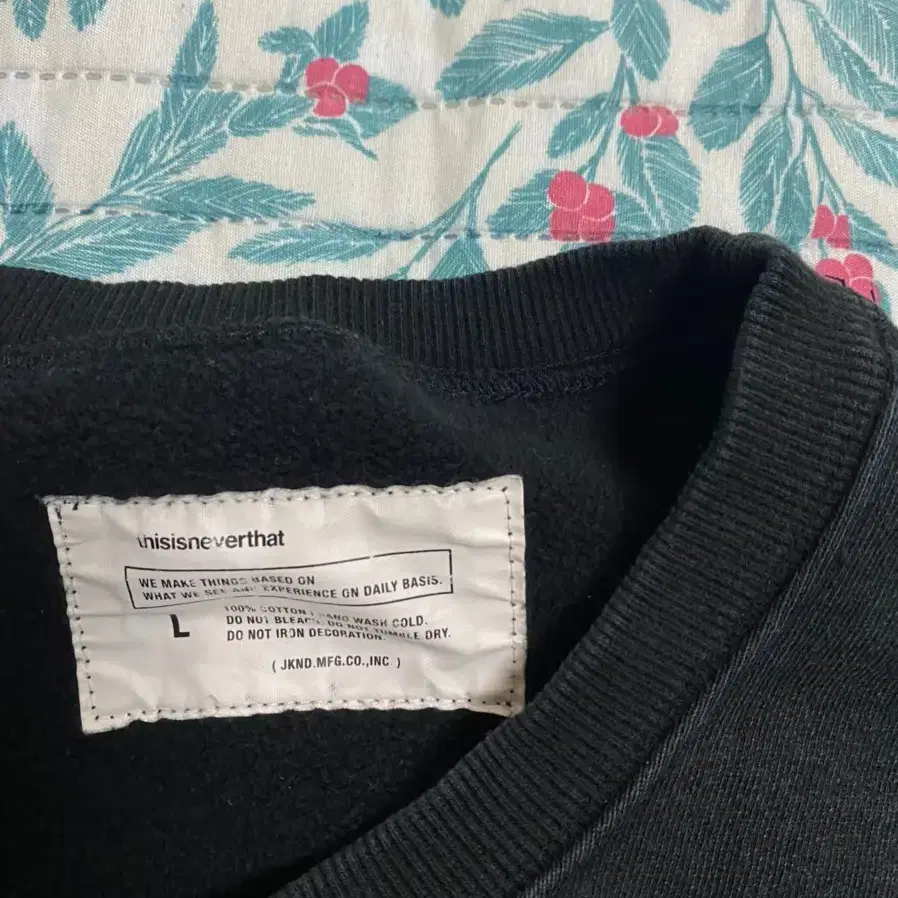 thisisneverthat
WE MAKE THINGS BASED ON
WHAT WE SEE AND EXPERIENCE ON DAILY BASIS.
L
100% COTTON HAND WASH COLD.
DO NOT BLEACH. DO NOT TUMBLE DRY.
DO NOT IRON DECORATION.
( JKND.MFG.CO.,INC )